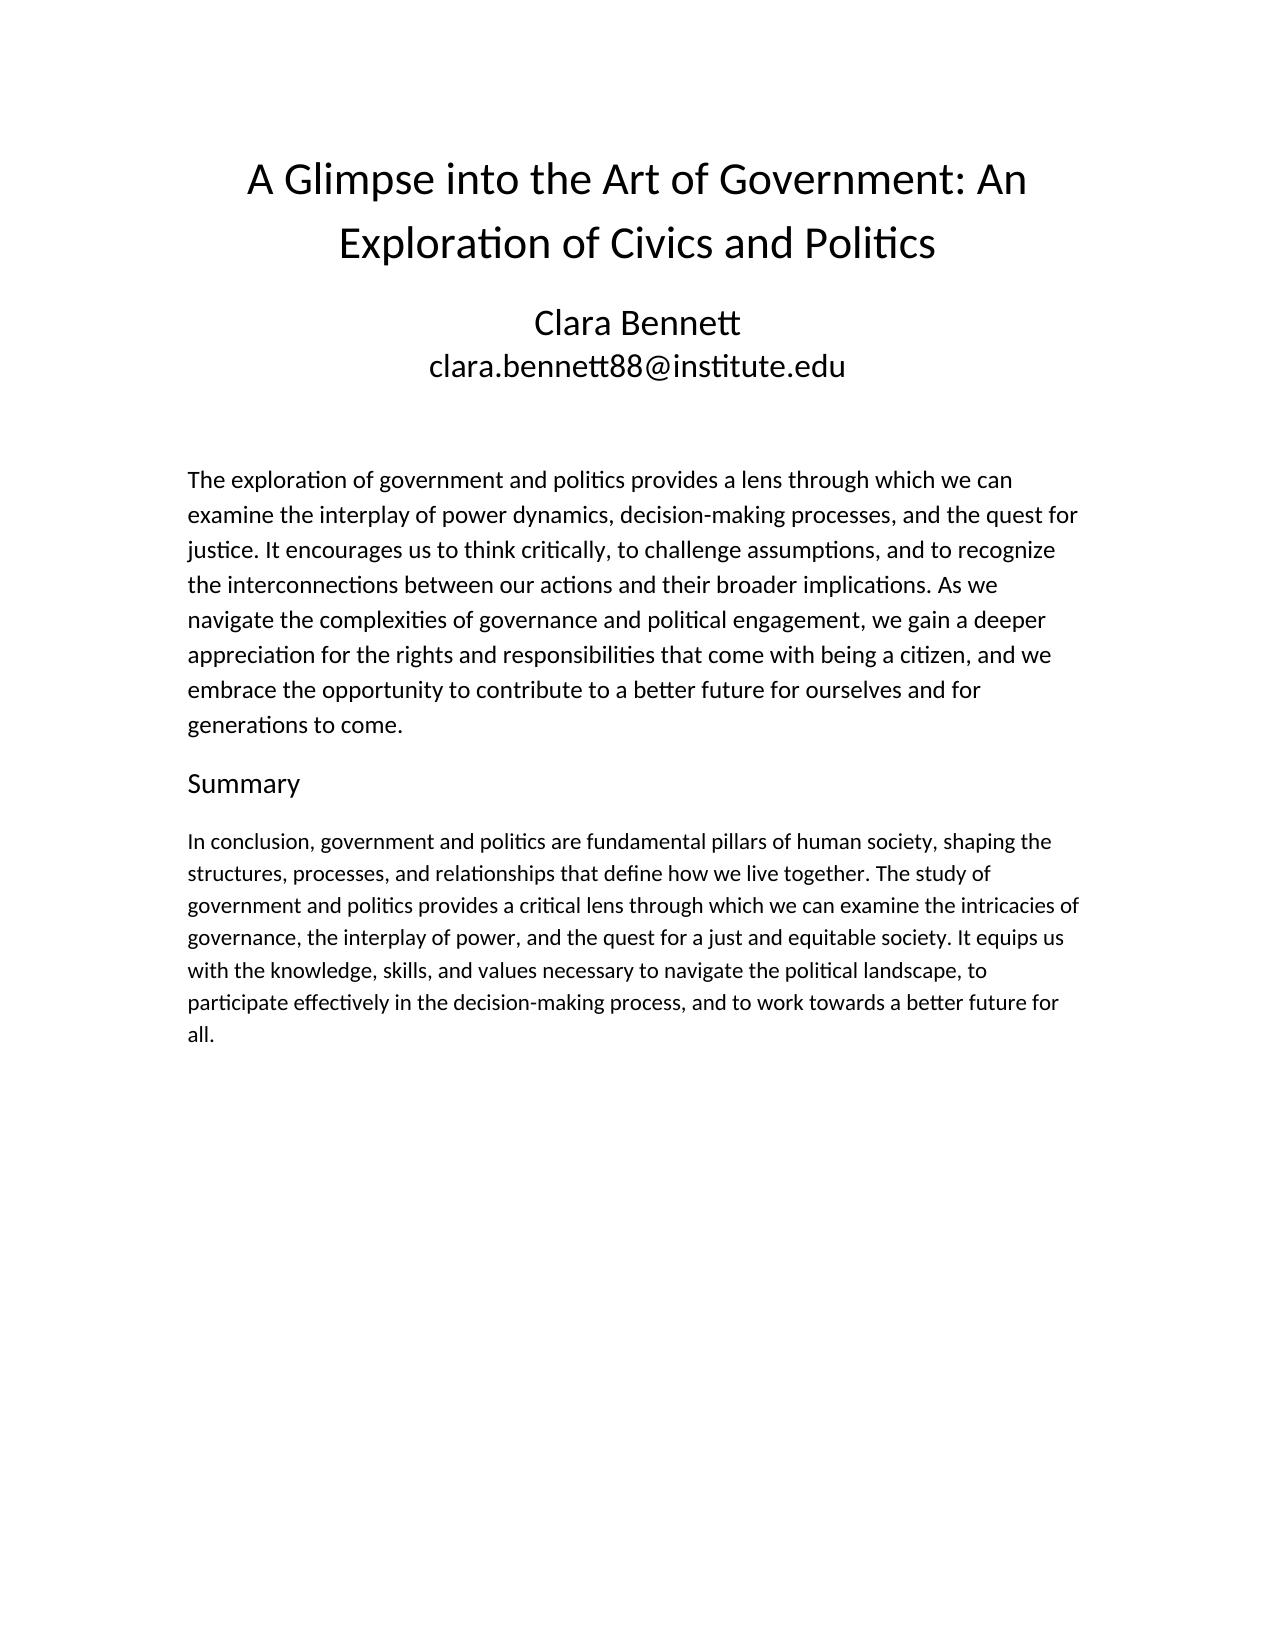 A Glimpse into the Art of Government: An
Exploration of Civics and Politics
Clara Bennett
clara.bennett88@institute.edu
The exploration of government and politics provides a lens through which we can
examine the interplay of power dynamics, decision-making processes, and the quest for
justice. It encourages us to think critically, to challenge assumptions, and to recognize
the interconnections between our actions and their broader implications. As we
navigate the complexities of governance and political engagement, we gain a deeper
appreciation for the rights and responsibilities that come with being a citizen, and we
embrace the opportunity to contribute to a better future for ourselves and for
generations to come.
Summary
In conclusion, government and politics are fundamental pillars of human society, shaping the
structures, processes, and relationships that define how we live together. The study of
government and politics provides a critical lens through which we can examine the intricacies of
governance, the interplay of power, and the quest for a just and equitable society. It equips us
with the knowledge, skills, and values necessary to navigate the political landscape, to
participate effectively in the decision-making process, and to work towards a better future for
all.